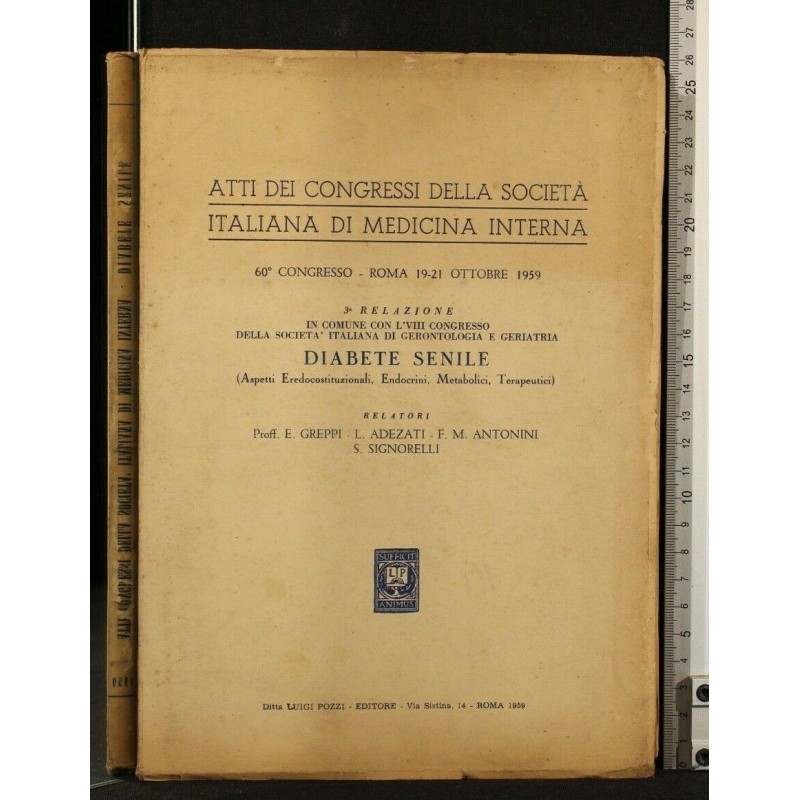 ATTI DEI CONGRESSI DELLA SOCIETÀ
ITALIANA DI MEDICINA INTERNA
60° CONGRESSO - ROMA 19-21 OTTOBRE 1959
3ª RELAZIONE
IN COMUNE CON L'VIII CONGRESSO
DELLA SOCIETA' ITALIANA DI GERONTOLOGIA E GERIATRIA
DIABETE SENILE
(Aspetti Eredocostituzionali, Endocrini, Metabolici, Terapeutici)
RELATORI
Proff. E. GREPPI - L. ADEZATI - F. M. ANTONINI
S. SIGNORELLI
SUFFICIT
L P
ANIMUS
Ditta LUIGI POZZI - EDITORE - Via Sistina, 14 - ROMA 1959